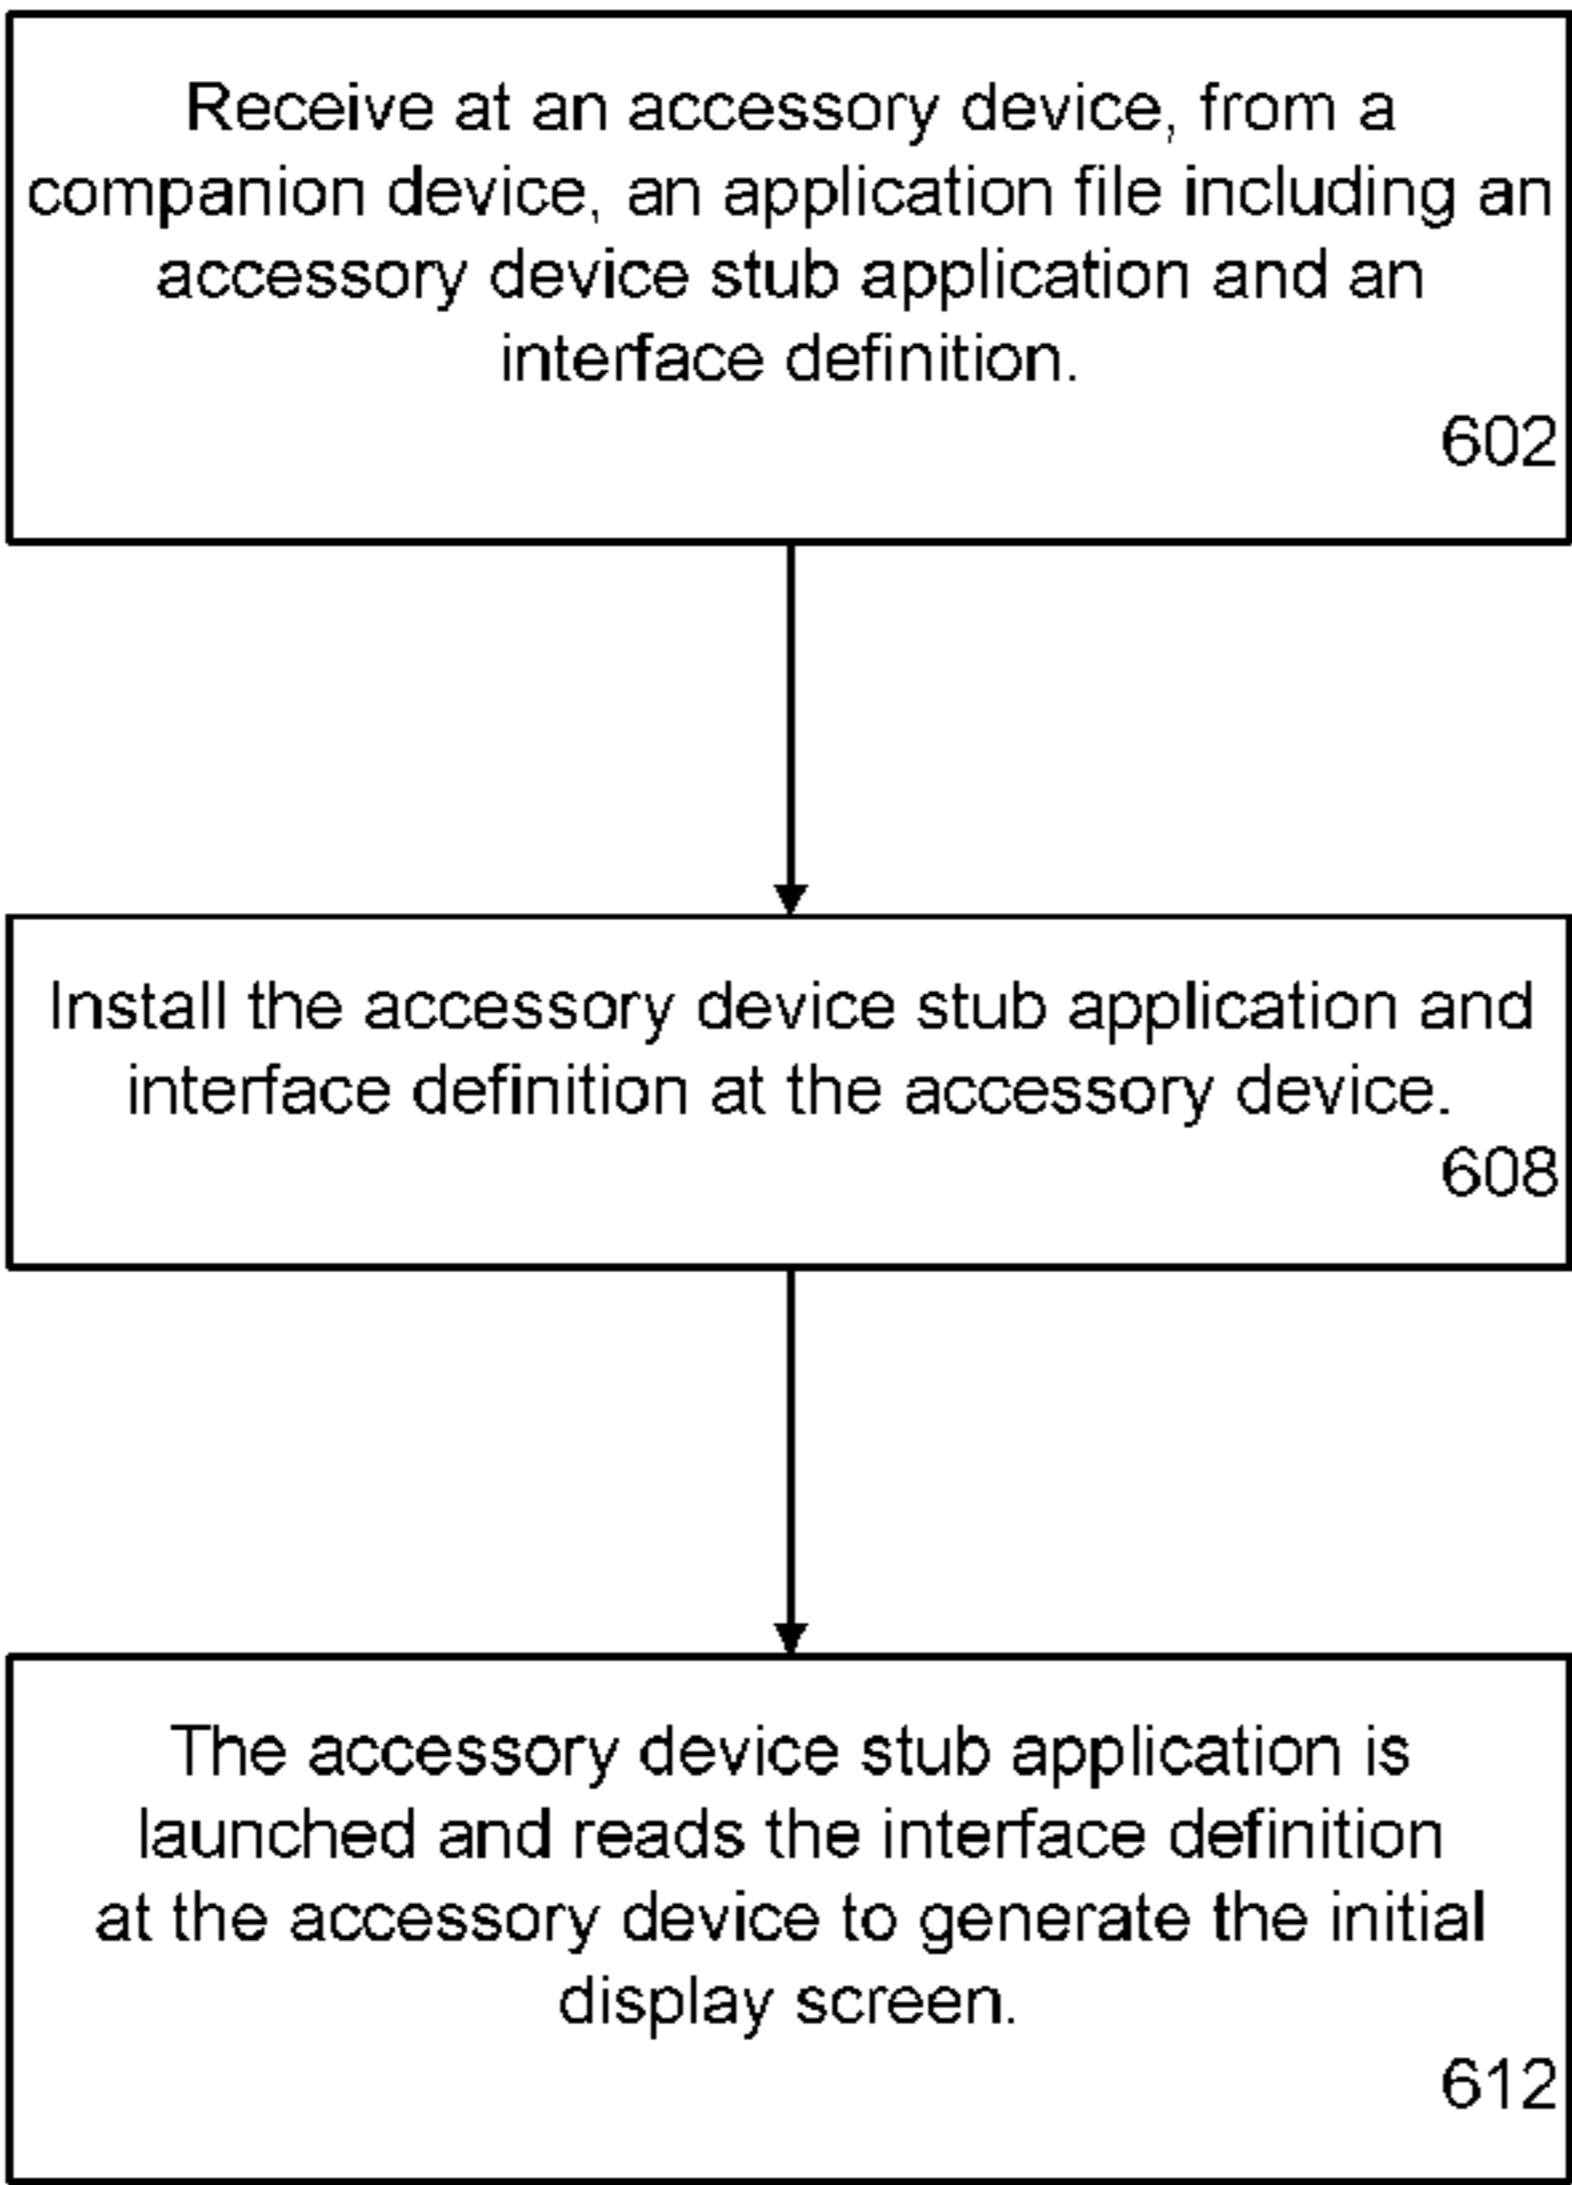 Receive at an accessory device, from a
companion device, an application file including an
accessory device stub application and an
interface definition.
602
Install the accessory device stub application and
interface definition at the accessory device.
608
The accessory device stub application is
launched and reads the interface definition
at the accessory device to generate the initial
display screen.
612